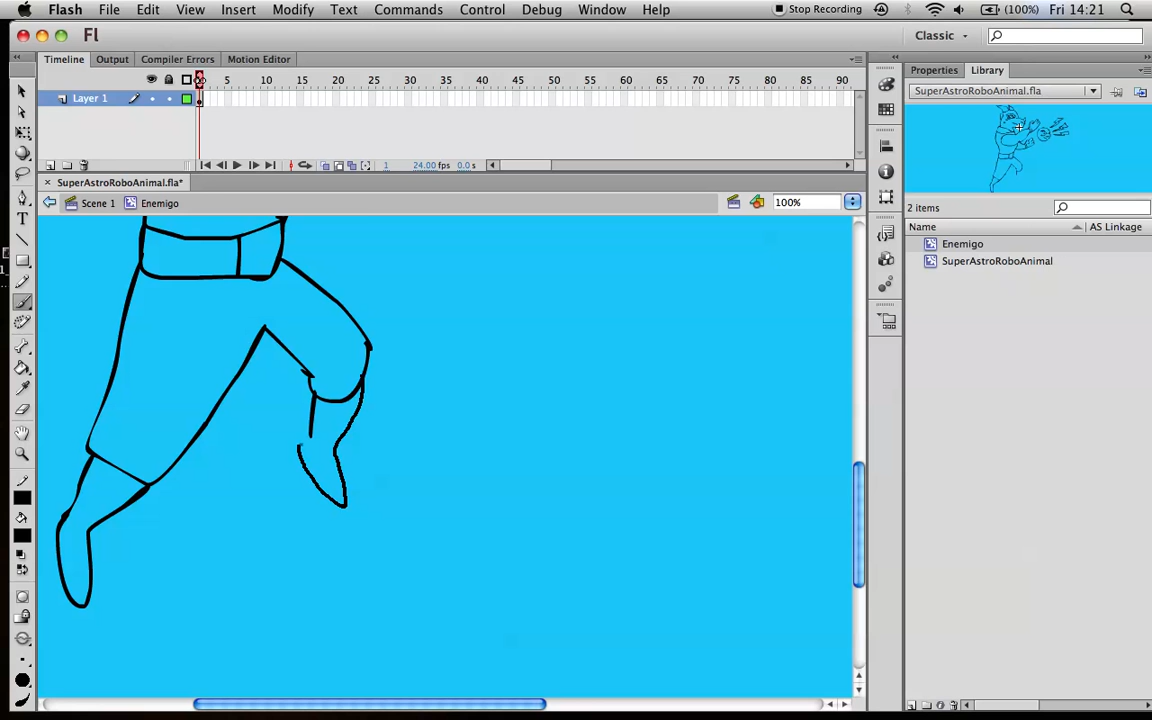 Flash File Edit View Insert Modify Text Commands Control Debug Window Help Stop Recording (100%) Fri 14:21
Fl Classic
Timeline Output Compiler Errors Motion Editor
Properties Library
5 10 15 20 25 30 35 40 45 50 55 60 65 70 75 80 85 90
Layer 1
SuperAstroRoboAnimal.fla
1 24.00 fps 0.0 s
SuperAstroRoboAnimal.fla*
Scene 1 Enemigo 100%
2 items
Name AS Linkage
Enemigo
SuperAstroRoboAnimal